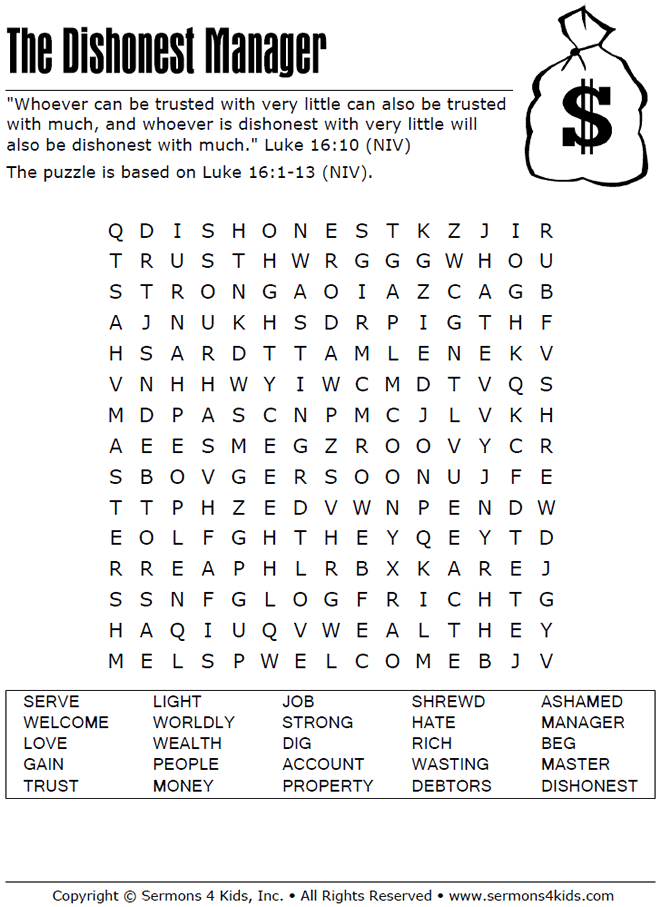 The Dishonest Manager
"Whoever can be trusted with very little can also be trusted
with much, and whoever is dishonest with very little will
also be dishonest with much." Luke 16:10 (NIV)
The puzzle is based on Luke 16:1-13 (NIV).
$
Q D I S H O N E S T K Z J I R
T R U S T H W R G G G W H O U
S T R O N G A O I A Z C A G B
A J N U K H S D R P I G T H F
H S A R D T T A M L E N E K V
V N H H W Y I W C M D T V Q S
M D P A S C N P M C J L V K H
A E E S M E G Z R O O V Y C R
S B O V G E R S O O N U J F E
T T P H Z E D V W N P E N D W
E O L F G H T H E Y Q E Y T D
R R E A P H L R B X K A R E J
S S N F G L O G F R I C H T G
H A Q I U Q V W E A L T H E Y
M E L S P W E L C O M E B J V
SERVE LIGHT JOB SHREWD ASHAMED
WELCOME WORLDLY STRONG HATE MANAGER
LOVE WEALTH DIG RICH BEG
GAIN PEOPLE ACCOUNT WASTING MASTER
TRUST MONEY PROPERTY DEBTORS DISHONEST
Copyright © Sermons 4 Kids, Inc. • All Rights Reserved • www.sermons4kids.com